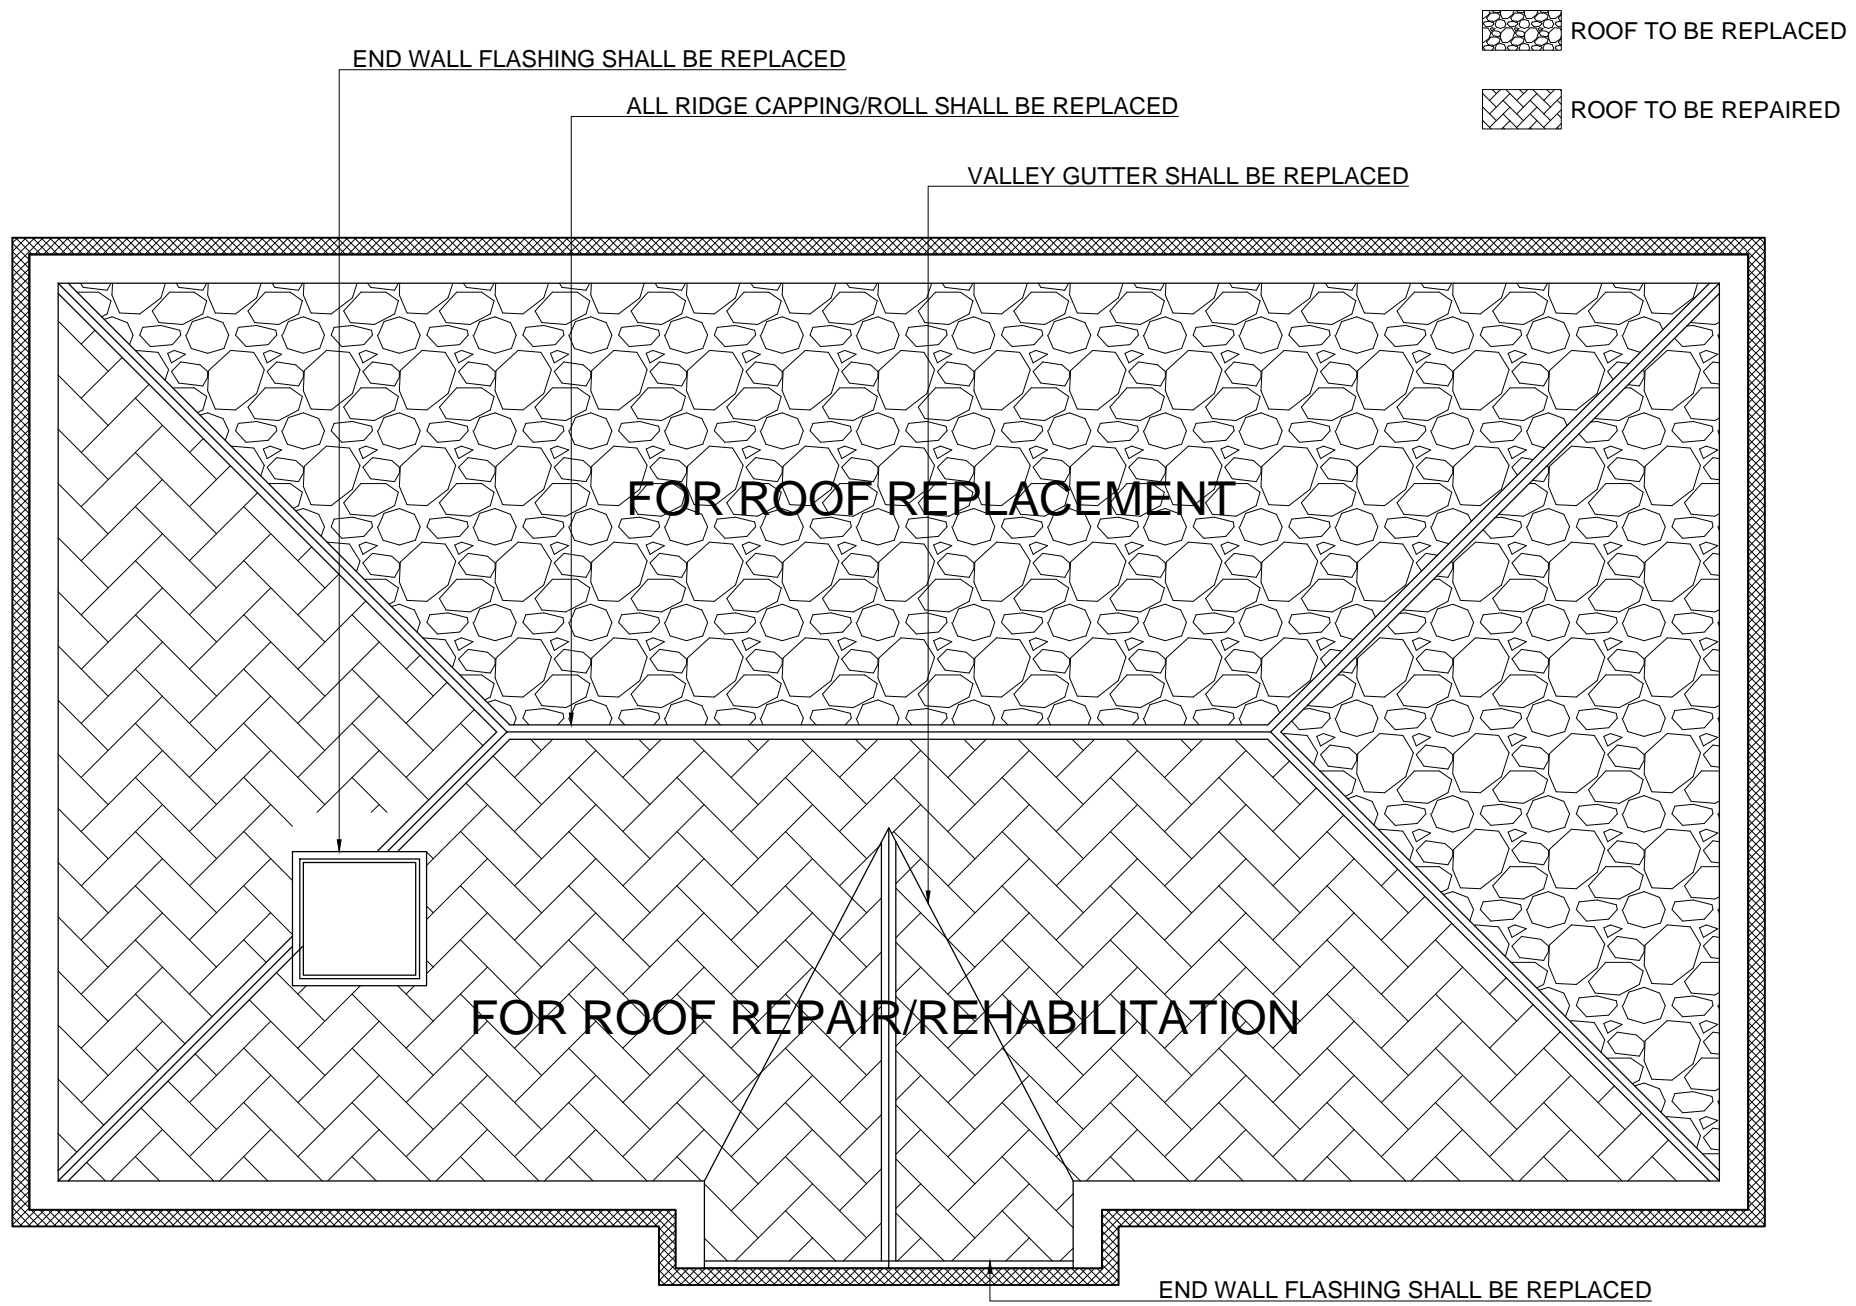 ROOF TO BE REPLACED
END WALL FLASHING SHALL BE REPLACED
ALL RIDGE CAPPING/ROLL SHALL BE REPLACED
ROOF TO BE REPAIRED
VALLEY GUTTER SHALL BE REPLACED
FOR ROOF REPLACEMENT
FOR ROOF REPAIR/REHABILITATION
END WALL FLASHING SHALL BE REPLACED